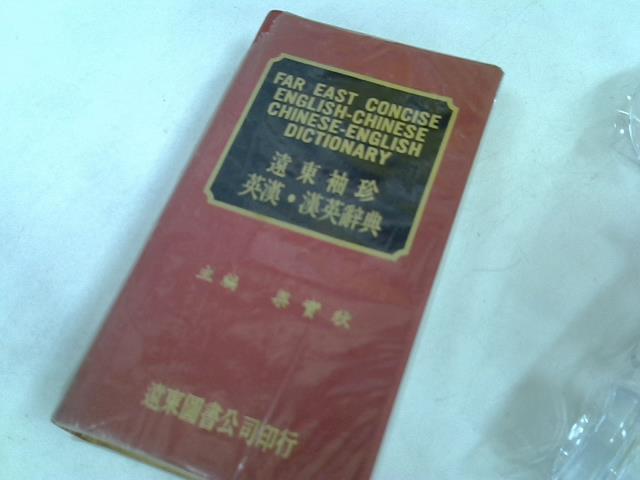 FAR EAST CONCISE
ENGLISH-CHINESE
CHINESE-ENGLISH
DICTIONARY
遠東袖珍
英漢・漢英辭典
主編 梁實秋
遠東圖書公司印行